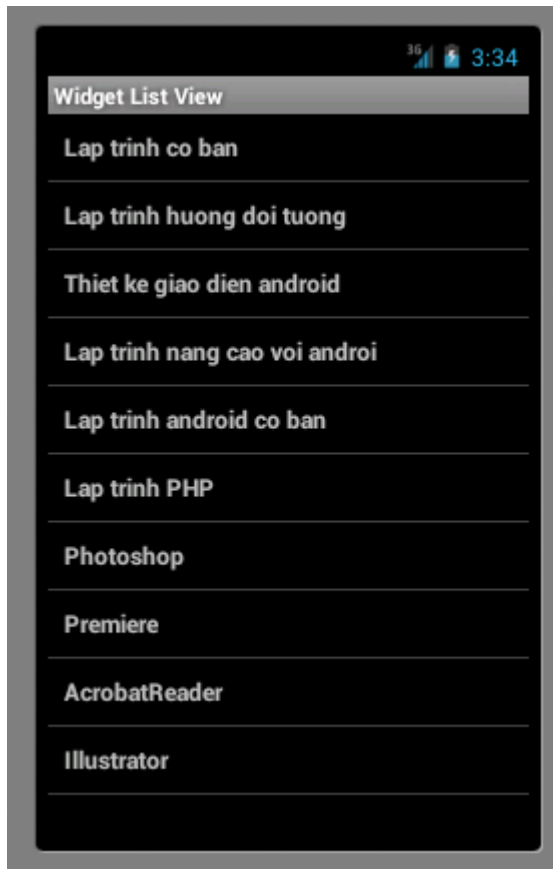 3G 3:34
Widget List View
Lap trinh co ban
Lap trinh huong doi tuong
Thiet ke giao dien android
Lap trinh nang cao voi androi
Lap trinh android co ban
Lap trinh PHP
Photoshop
Premiere
AcrobatReader
Illustrator